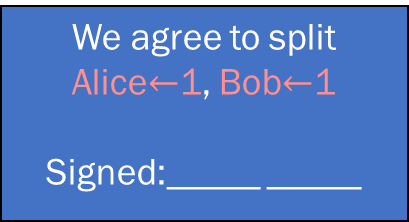 We agree to split
Alice←1, Bob←1
Signed:_____ _____